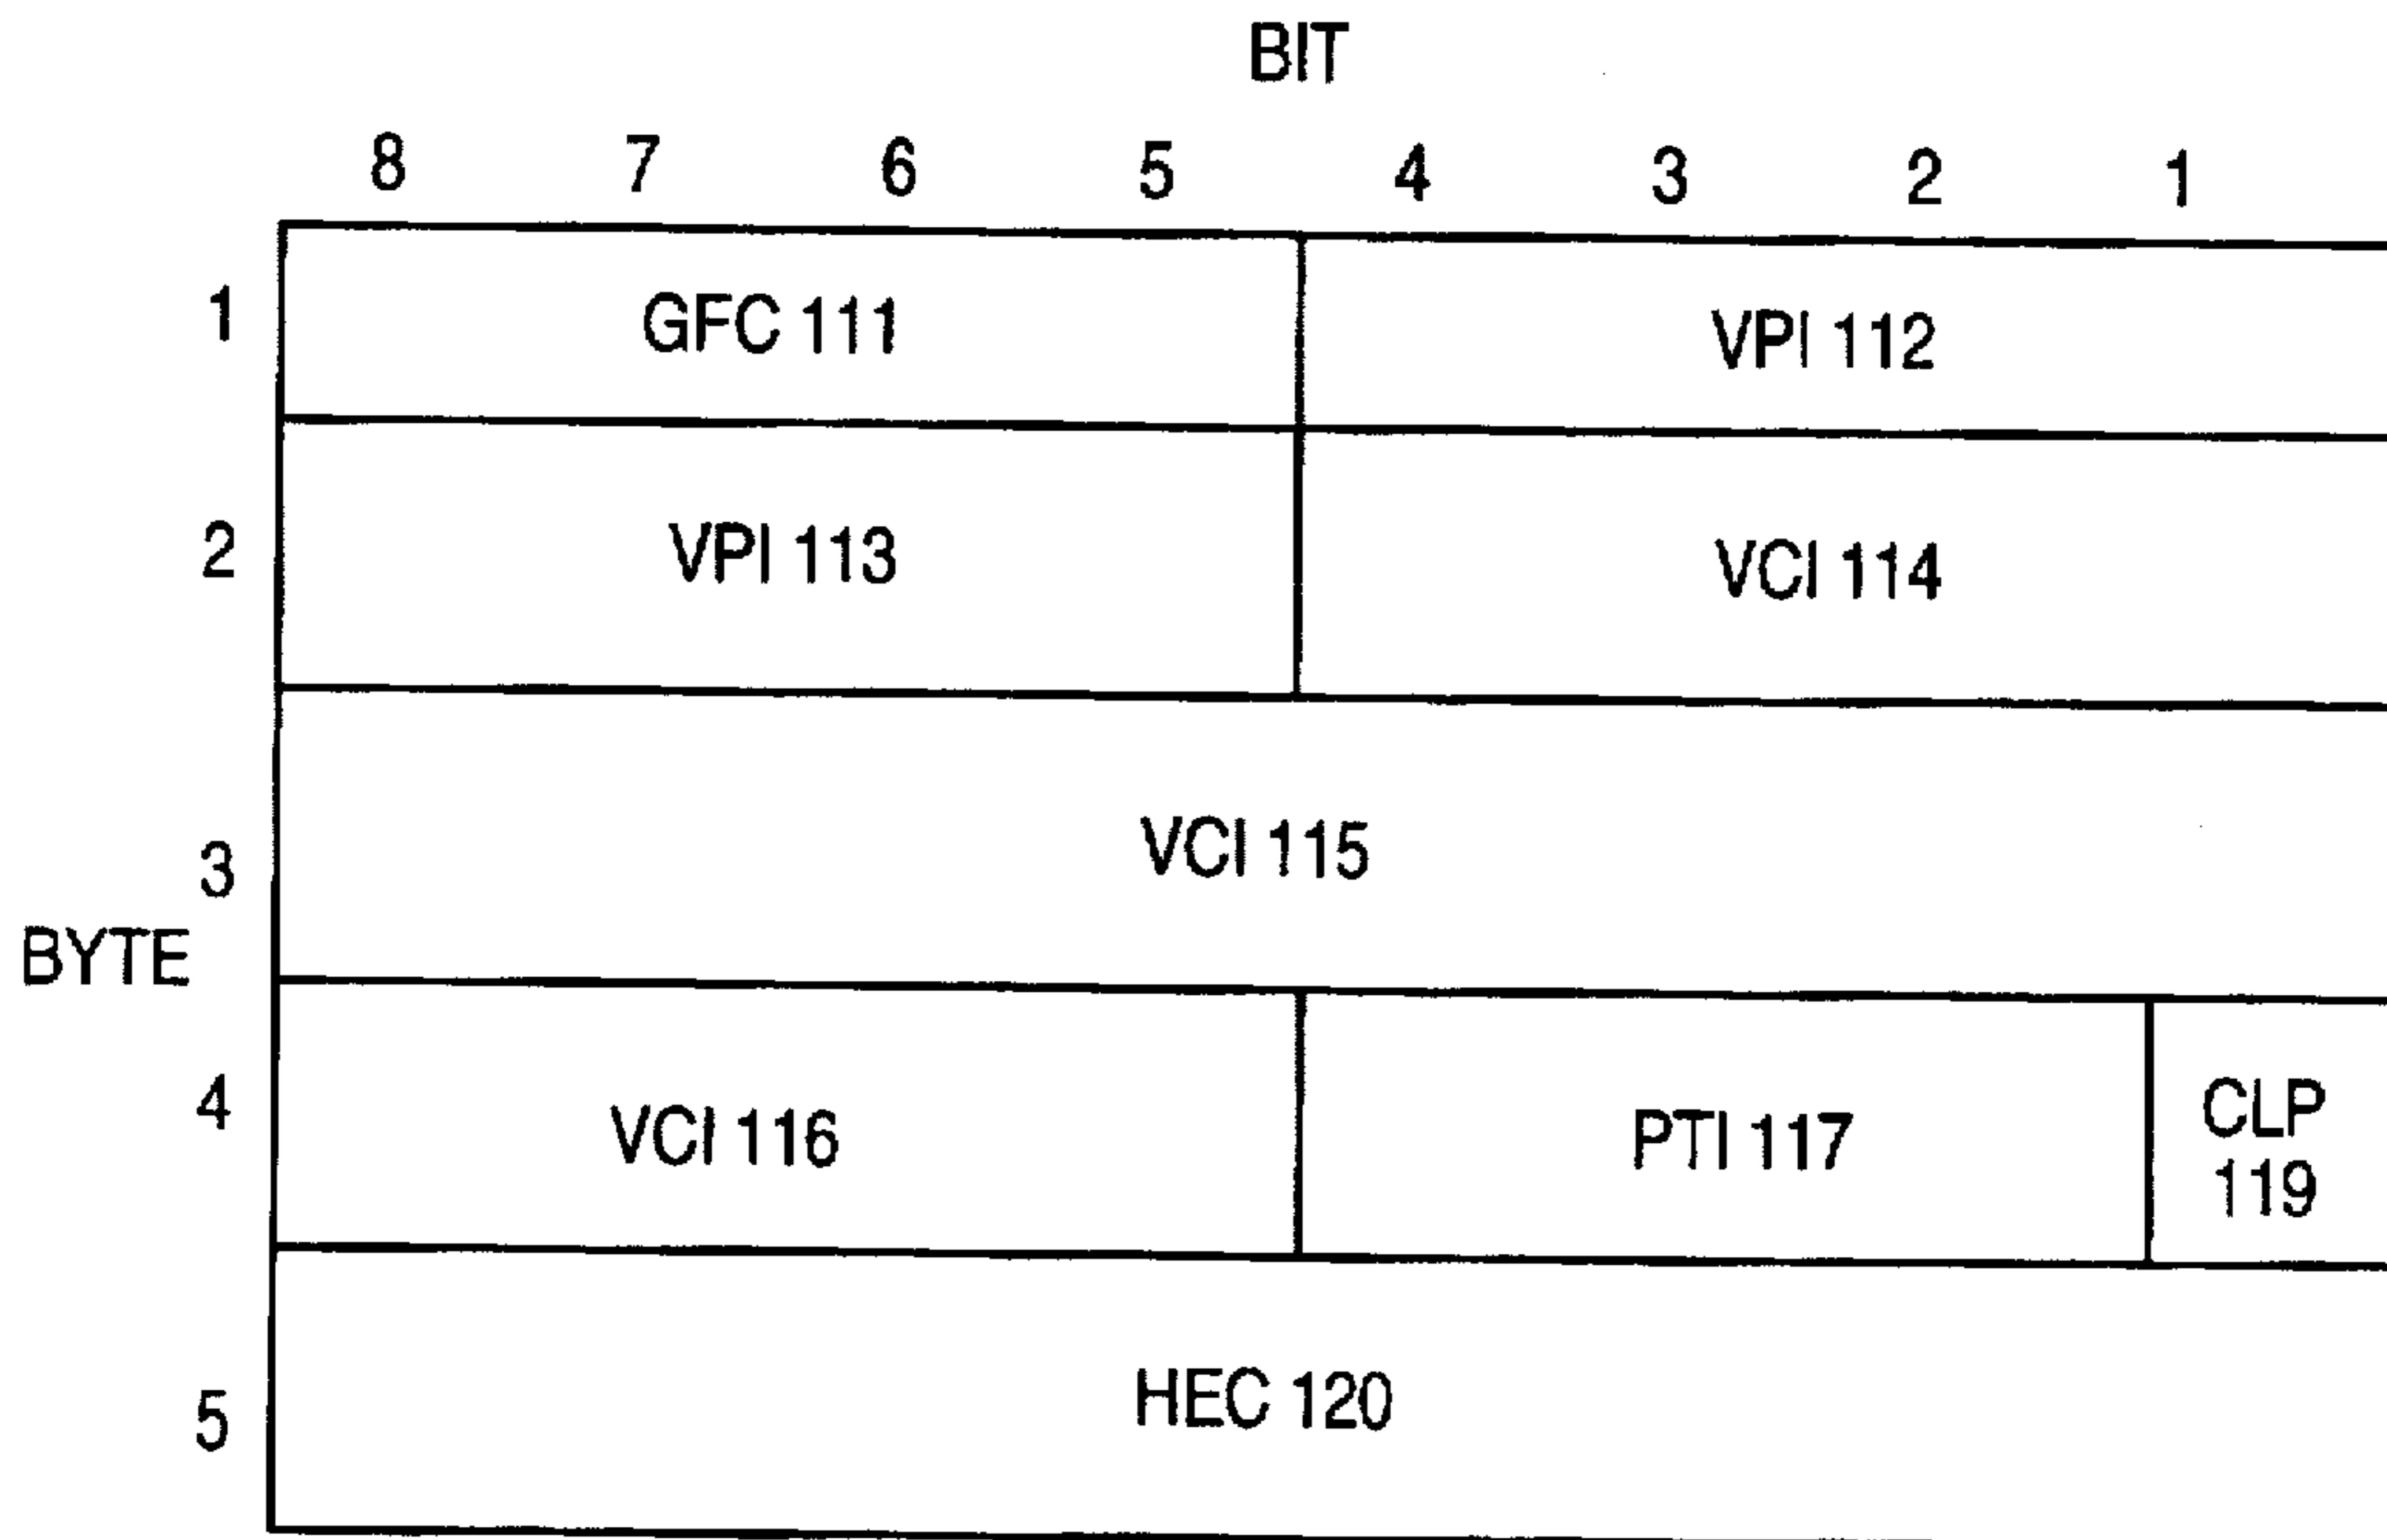 BIT
8 7 6 5 4 3 2 1
1 GFC 111 VPI 112
2 VPI 113 VCI 114
3 VCI 115
BYTE
4 VCI 116 PTI 117 CLP 119
5 HEC 120